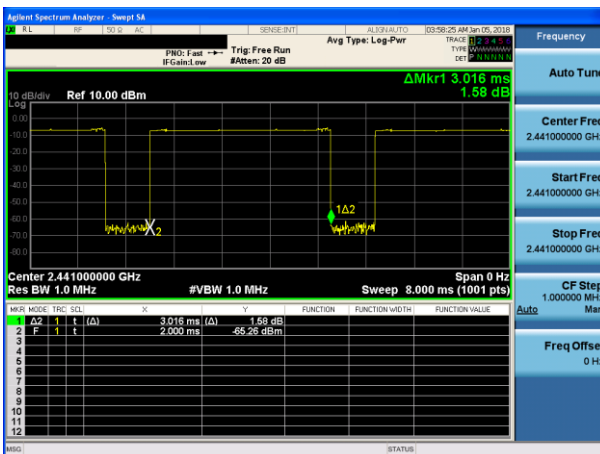 Agilent Spectrum Analyzer - Swept SA
RL RF 50 Ω AC SENSE:INT ALIGNAUTO 03:58:25 AM Jan 05, 2018
Avg Type: Log-Pwr
TRACE 1 2 3 4 5 6
PNO: Fast Trig: Free Run TYPE WWWWWW
IFGain:Low #Atten: 20 dB DET P N N N N N
ΔMkr1 3.016 ms
1.58 dB
10 dB/div Ref 10.00 dBm
Log
0.00
-10.0
-20.0
-30.0
-40.0
-50.0
-60.0
-70.0
-80.0
1Δ2
X2
Center 2.441000000 GHz Span 0 Hz
Res BW 1.0 MHz #VBW 1.0 MHz Sweep 8.000 ms (1001 pts)
MKR MODE TRC SCL X Y FUNCTION FUNCTION WIDTH FUNCTION VALUE
1 Δ2 1 t (Δ) 3.016 ms (Δ) 1.58 dB
2 F 1 t 2.000 ms -65.26 dBm
3
4
5
6
7
8
9
10
11
12
MSG STATUS
Frequency
Auto Tune
Center Freq
2.441000000 GHz
Start Freq
2.441000000 GHz
Stop Freq
2.441000000 GHz
CF Step
1.000000 MHz
Auto Man
Freq Offset
0 Hz